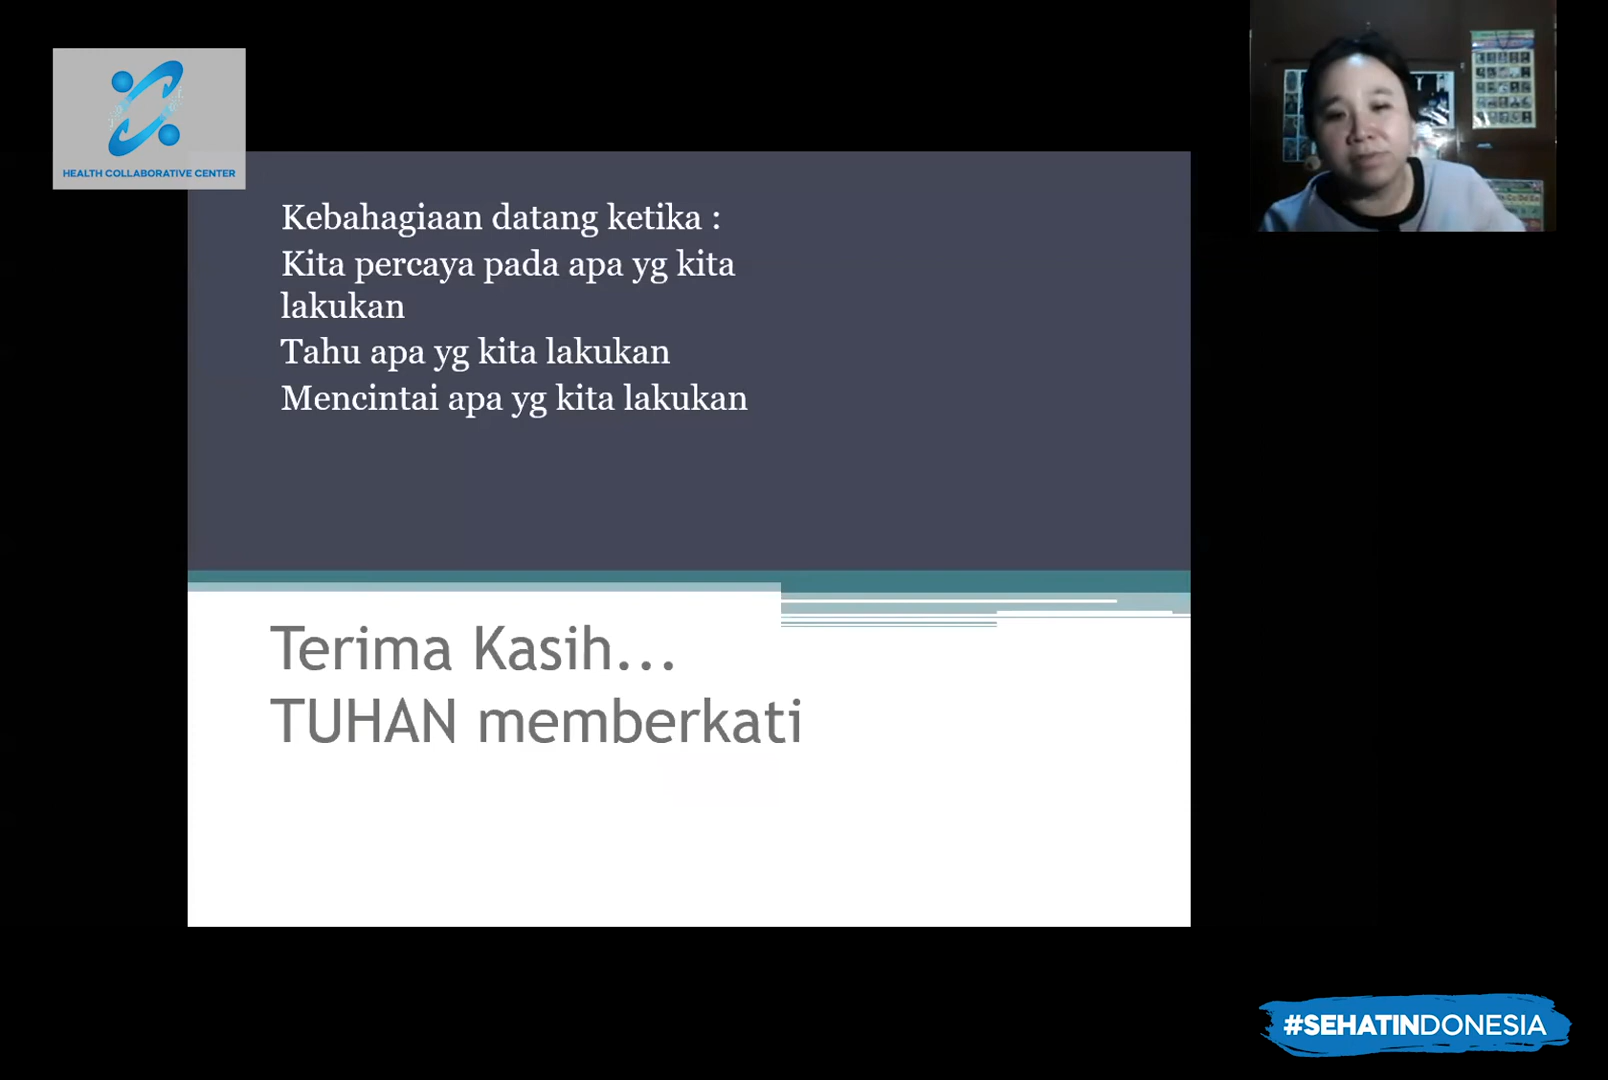 HEALTH COLLABORATIVE CENTER
Kebahagiaan datang ketika :
Kita percaya pada apa yg kita
lakukan
Tahu apa yg kita lakukan
Mencintai apa yg kita lakukan
Terima Kasih...
TUHAN memberkati
#SEHATINDONESIA